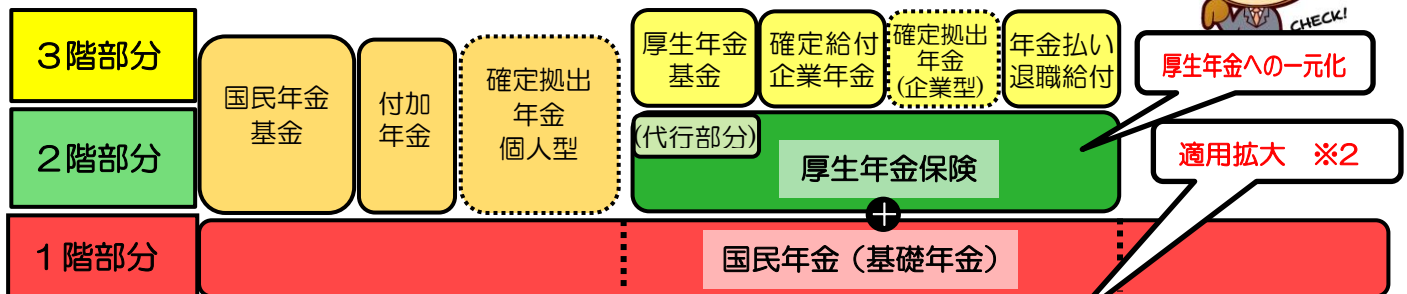 3階部分
2階部分
1階部分
国民年金
基金
付加
年金
確定拠出
年金
個人型
厚生年金
基金
確定給付
企業年金
確定拠出
年金
(企業型)
年金払い
退職給付
(代行部分)
厚生年金保険
+
国民年金（基礎年金）
CHECK!
厚生年金への一元化
適用拡大　※2